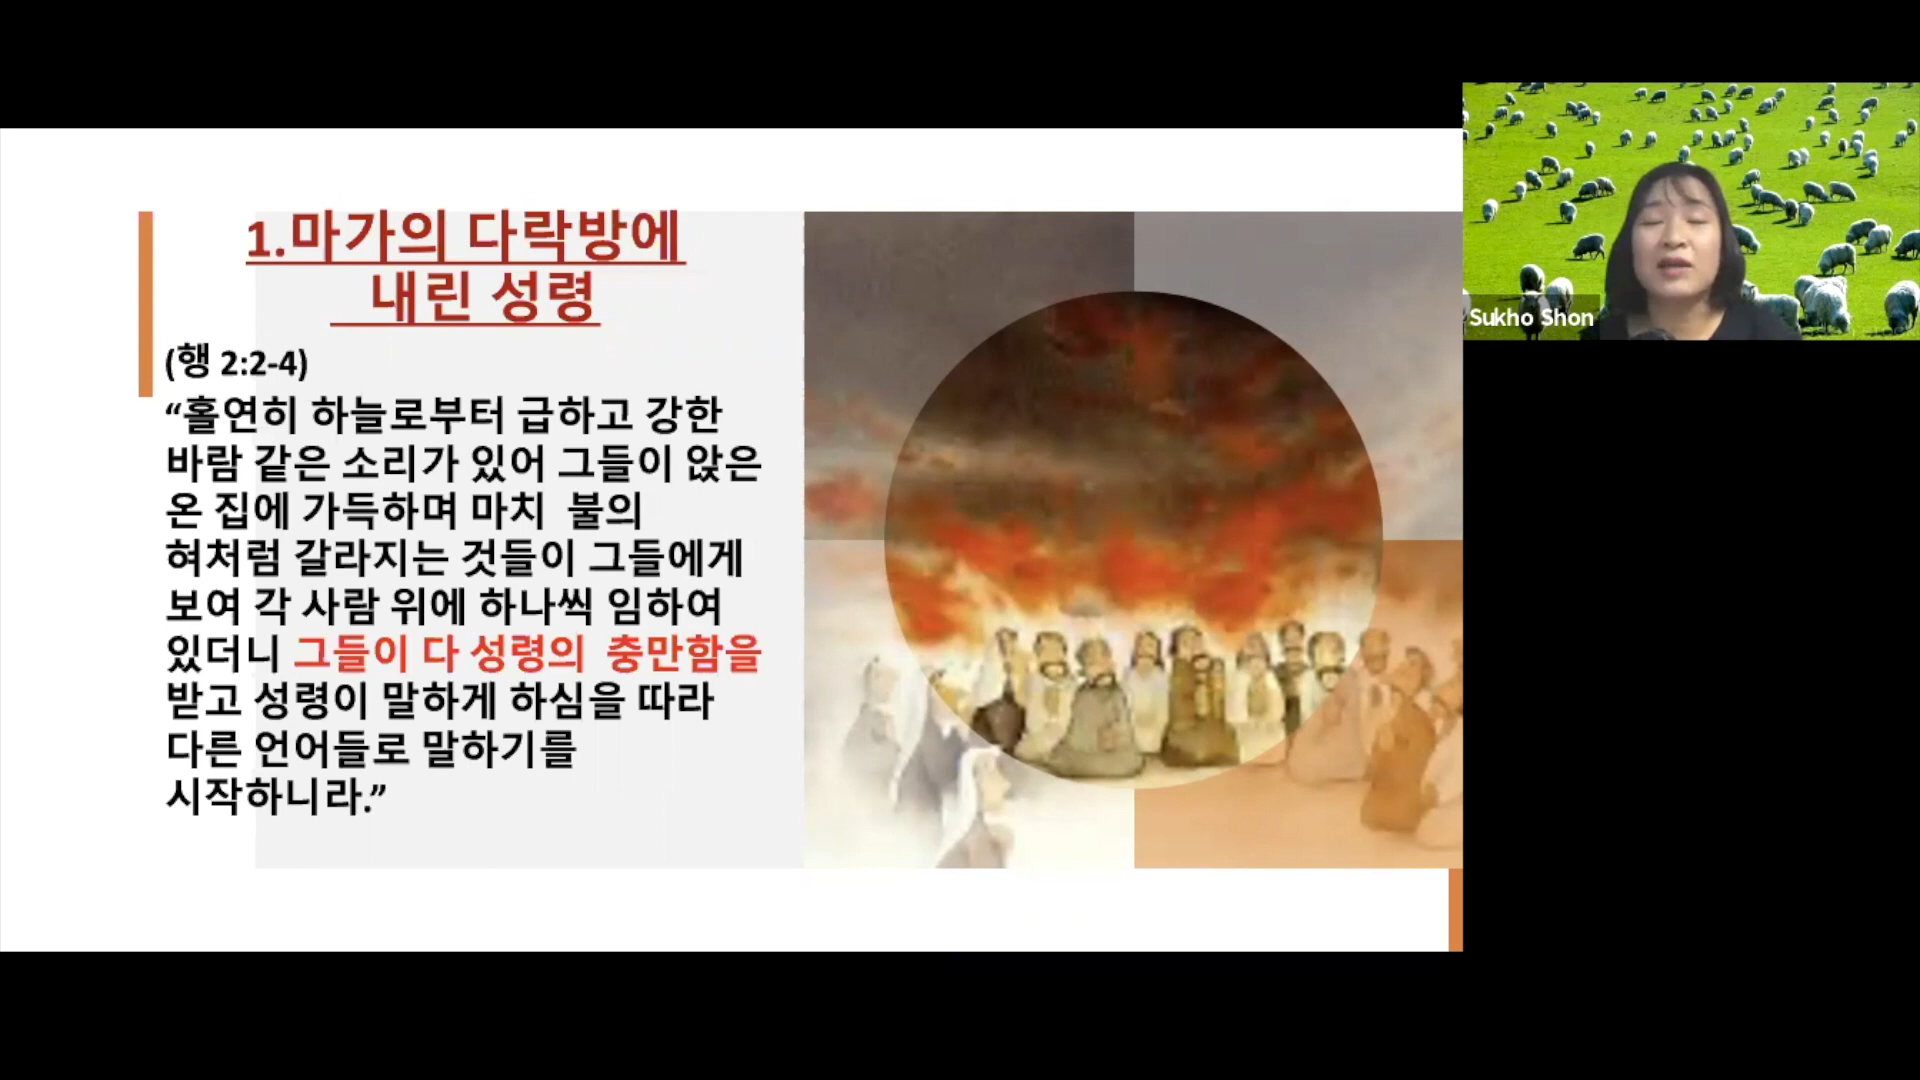 1.마가의 다락방에
내린 성령
(행 2:2-4)
“홀연히 하늘로부터 급하고 강한
바람 같은 소리가 있어 그들이 앉은
온 집에 가득하며 마치 불의
혀처럼 갈라지는 것들이 그들에게
보여 각 사람 위에 하나씩 임하여
있더니 그들이 다 성령의 충만함을
받고 성령이 말하게 하심을 따라
다른 언어들로 말하기를
시작하니라.”
Sukho Shon